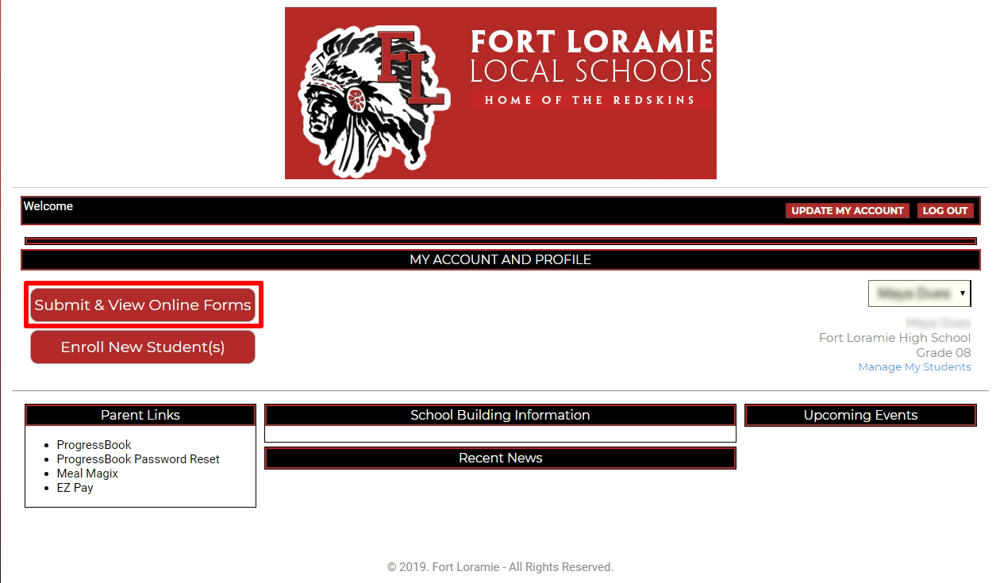 FL
FORT LORAMIE
LOCAL SCHOOLS
HOME OF THE REDSKINS
Welcome
UPDATE MY ACCOUNT
LOG OUT
MY ACCOUNT AND PROFILE
Submit & View Online Forms
Enroll New Student(s)
Fort Loramie High School
Grade 08
Manage My Students
Parent Links
ProgressBook
ProgressBook Password Reset
Meal Magix
EZ Pay
School Building Information
Recent News
Upcoming Events
© 2019. Fort Loramie - All Rights Reserved.